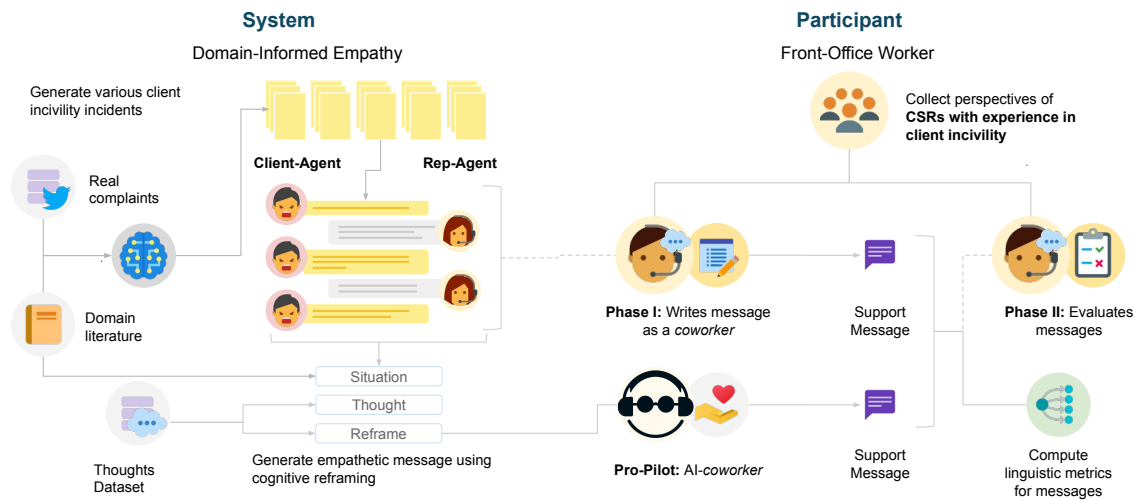 System
Participant
Domain-Informed Empathy
Front-Office Worker
Generate various client
incivility incidents
Collect perspectives of
CSRs with experience in
client incivility
Client-Agent
Rep-Agent
Real
complaints
Domain
literature
Phase I: Writes message
as a coworker
Support
Message
Phase II: Evaluates
messages
Situation
Thought
Reframe
Thoughts
Dataset
Generate empathetic message using
cognitive reframing
Pro-Pilot: AI-coworker
Support
Message
Compute
linguistic metrics
for messages